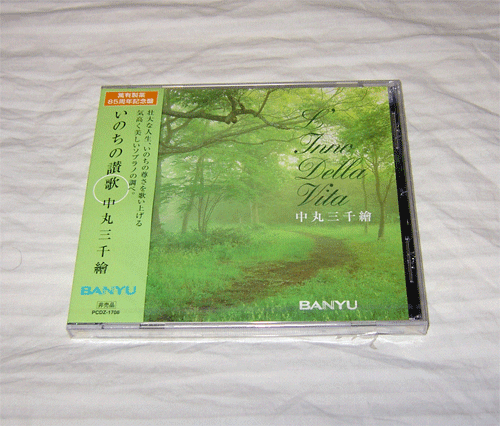 萬有製薬
85周年記念盤
いのちの讃歌
中丸三千繪
壮大な人生、いのちの尊さを歌い上げる
気高く美しいソプラノの調べ。
BANYU
非売品
PCDZ-1708
L'
Inno
Della
Vita
中丸三千繪
BANYU